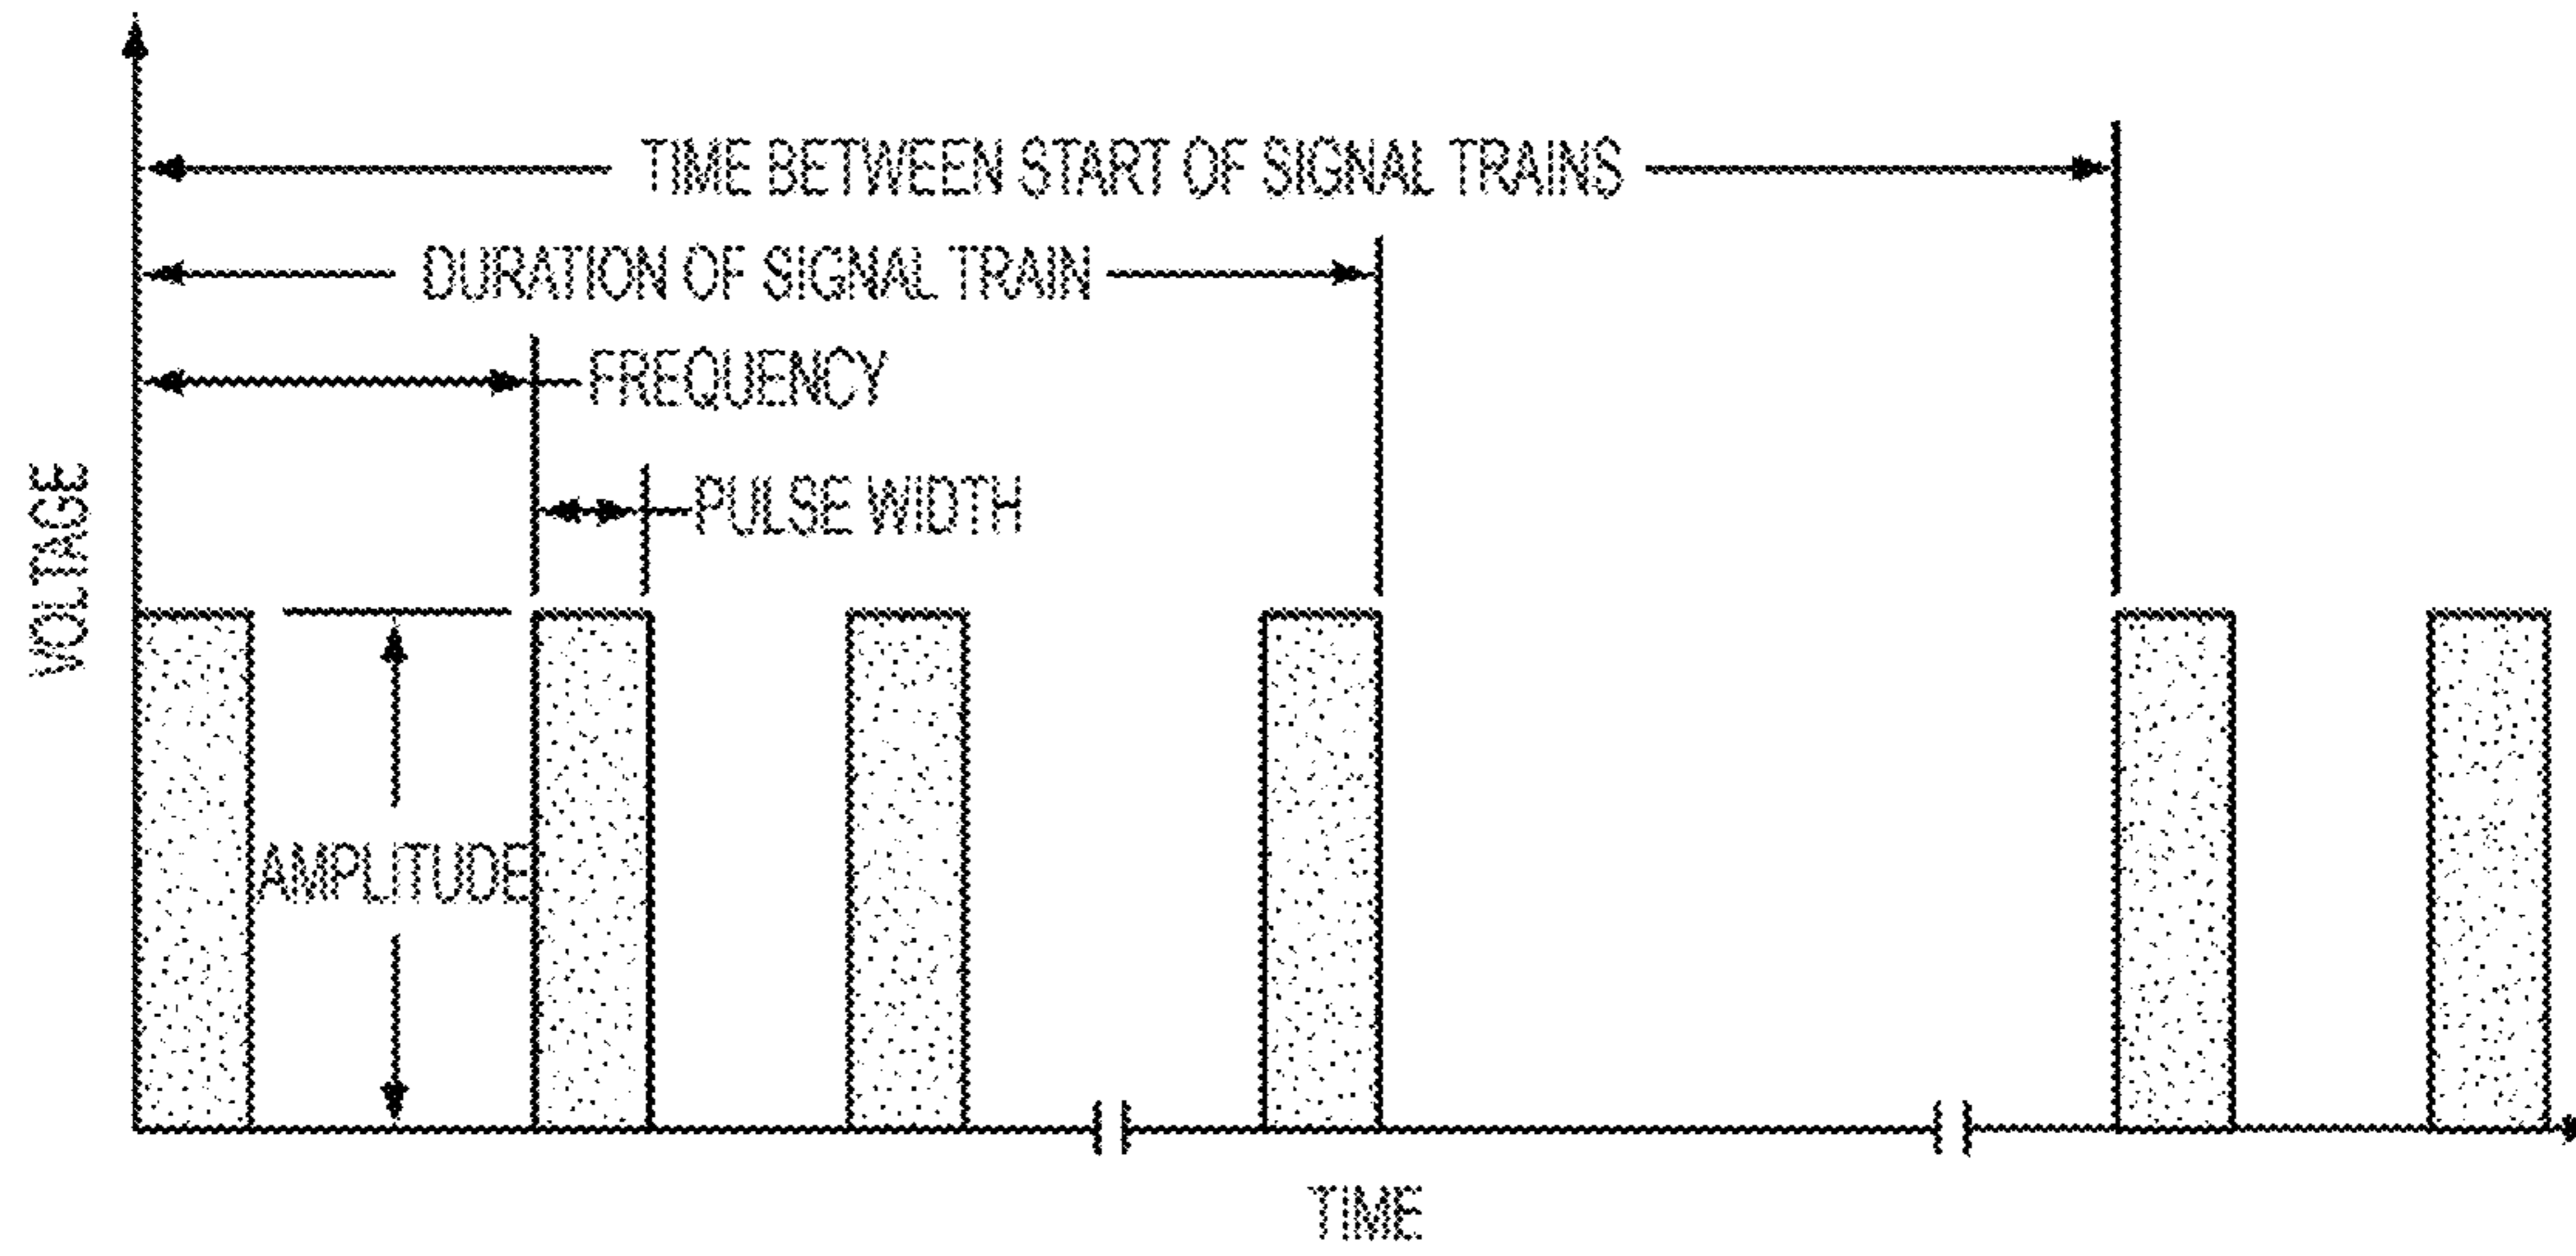 TIME BETWEEN START OF SIGNAL TRAINS
DURATION OF SIGNAL TRAIN
FREQUENCY
PULSE WIDTH
VOLTAGE
AMPLITUDE
TIME